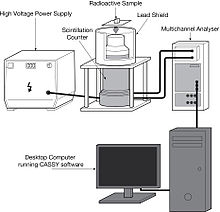 Radioactive Sample
High Voltage Power Supply
Lead Shield
Scintillation
Counter
Multichannel Analyser
Desktop Computer
running CASSY software